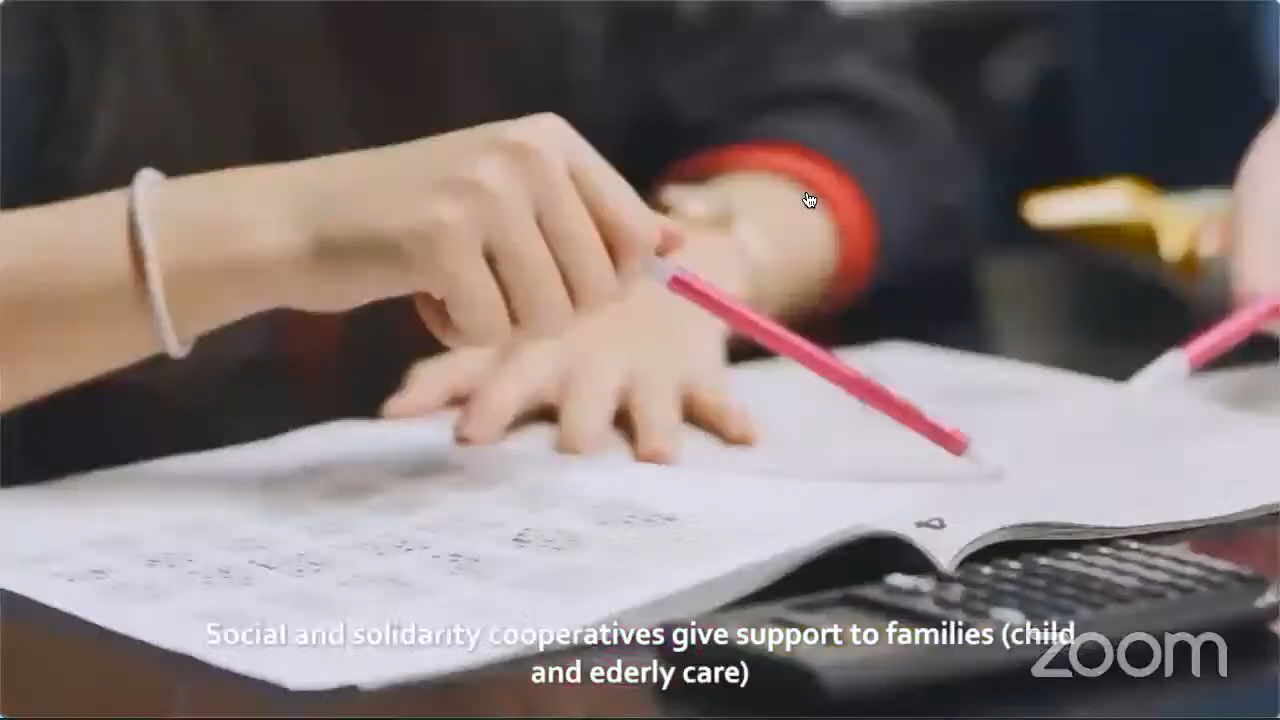 Social and solidarity cooperatives give support to families (child
and ederly care)
zoom